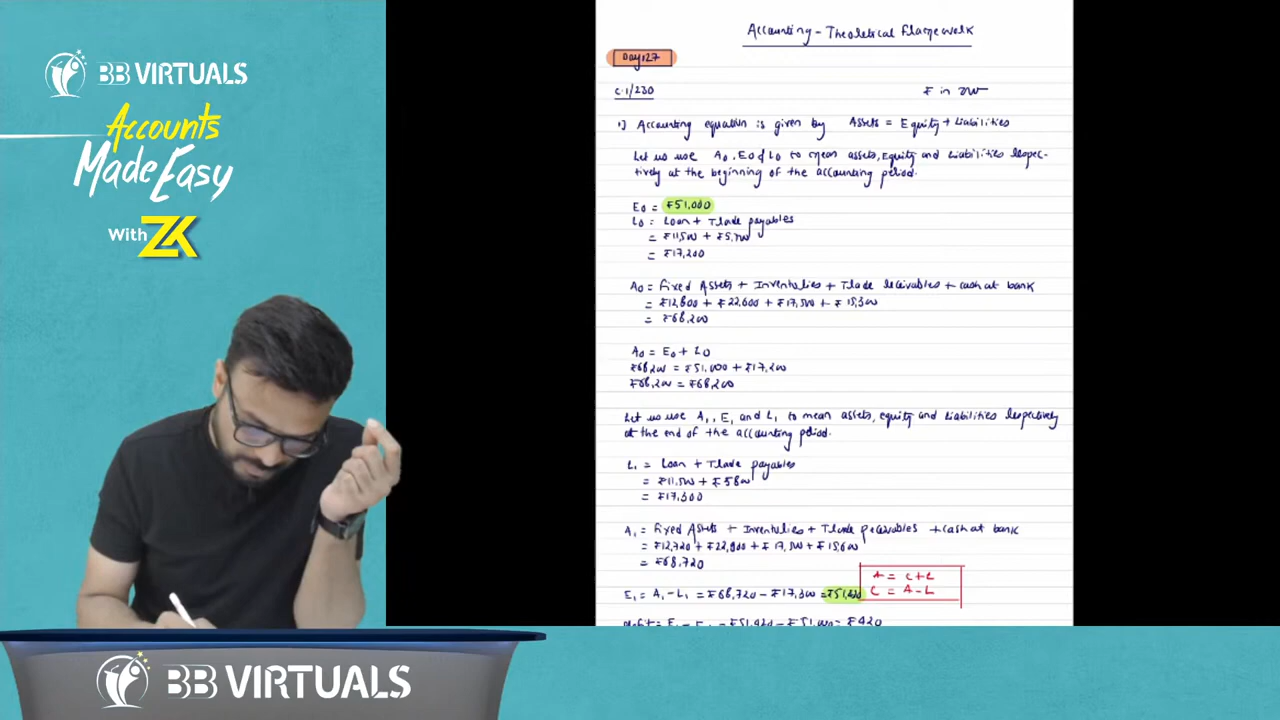 BB VIRTUALS
Accounts
Made Easy
With ZK
Accounting - Theoretical Framework
Day:27
C.1/230
₹ in
1) Accounting equation is given by Assets = Equity + Liabilities
Let us use A0, E0 & L0 to mean assets, Equity and Liabilities respec-
tively at the beginning of the accounting period.
E0 = ₹51,000
L0 = Loan + Trade payables
= ₹11,500 + ₹5,700
= ₹17,200
A0 = Fixed Assets + Inventories + Trade receivables + cash at bank
= ₹12,800 + ₹22,600 + ₹17,500 + ₹15,300
= ₹68,200
A0 = E0 + L0
₹68,200 = ₹51,000 + ₹17,200
₹68,200 = ₹68,200
Let us use A1, E1 and L1 to mean assets, equity and Liabilities respectively
at the end of the accounting period.
L1 = Loan + Trade payables
= ₹11,500 + ₹5800
= ₹17,300
A1 = Fixed Assets + Inventories + Trade receivables + cash at bank
= ₹12,720 + ₹22,900 + ₹17,500 + ₹15,600
= ₹68,720
A = C + L
C = A - L
E1 = A1 - L1 = ₹68,720 - ₹17,300 = ₹51,420
= ₹51,420 - ₹51,000 = ₹420
BB VIRTUALS